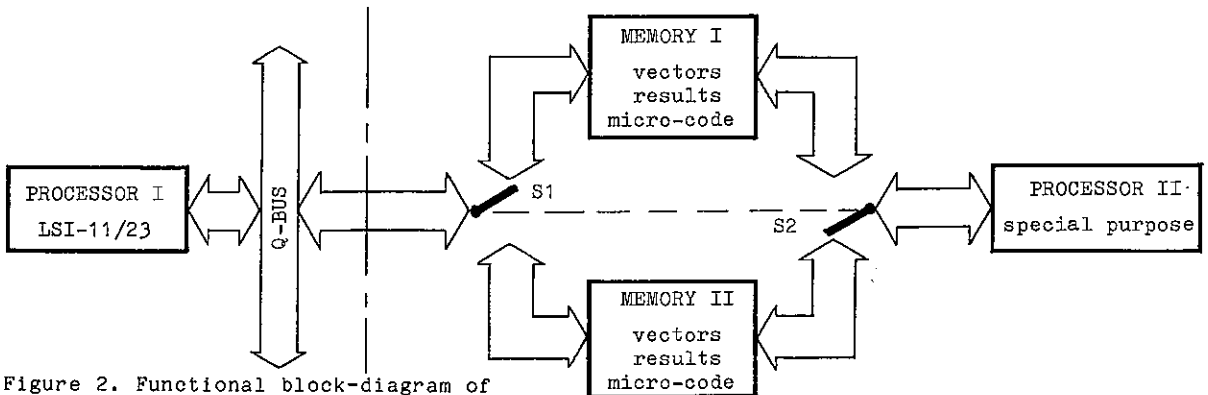 MEMORY I
vectors
results
micro-code
PROCESSOR I
LSI-11/23
Q-BUS
S1
S2
PROCESSOR II
special purpose
MEMORY II
vectors
results
micro-code
Figure 2. Functional block-diagram of